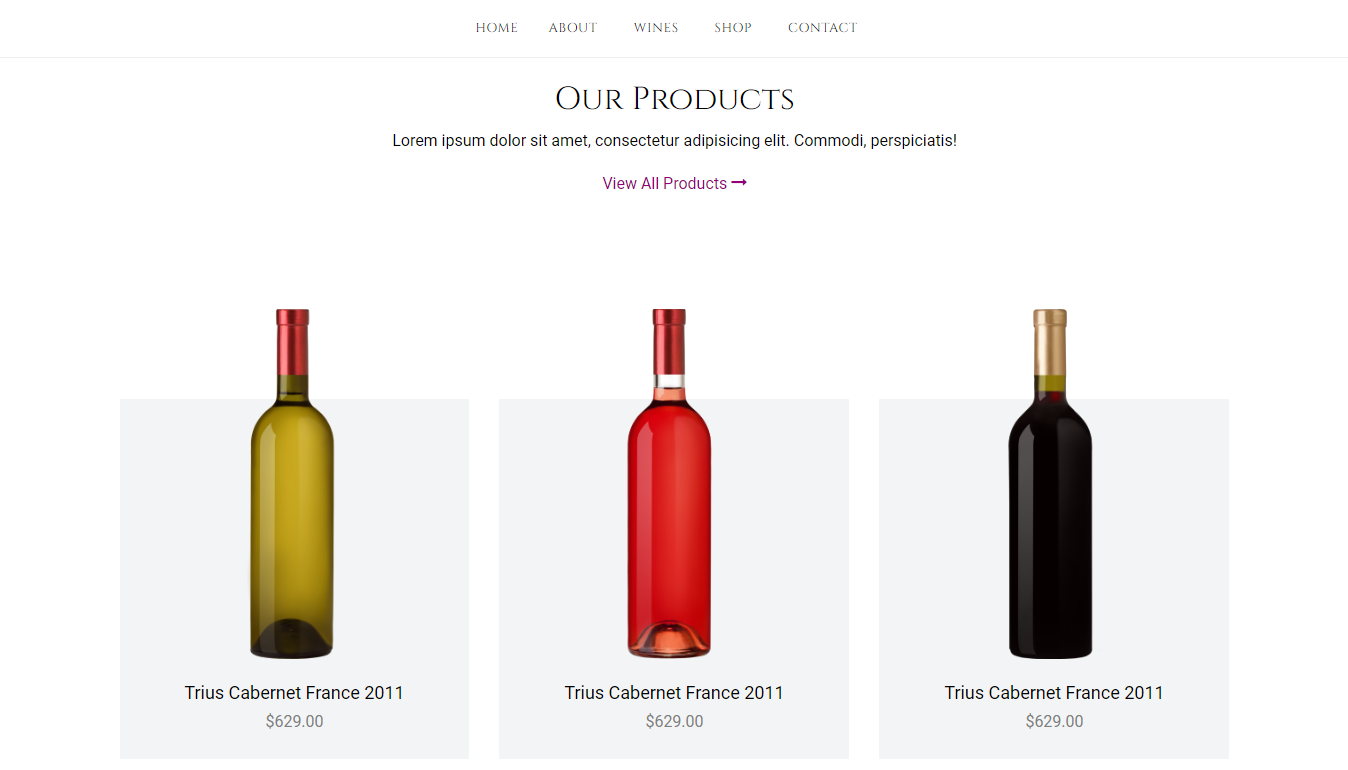 HOME ABOUT WINES SHOP CONTACT
Our Products
Lorem ipsum dolor sit amet, consectetur adipisicing elit. Commodi, perspiciatis!
View All Products
Trius Cabernet France 2011 Trius Cabernet France 2011 Trius Cabernet France 2011
$629.00 $629.00 $629.00